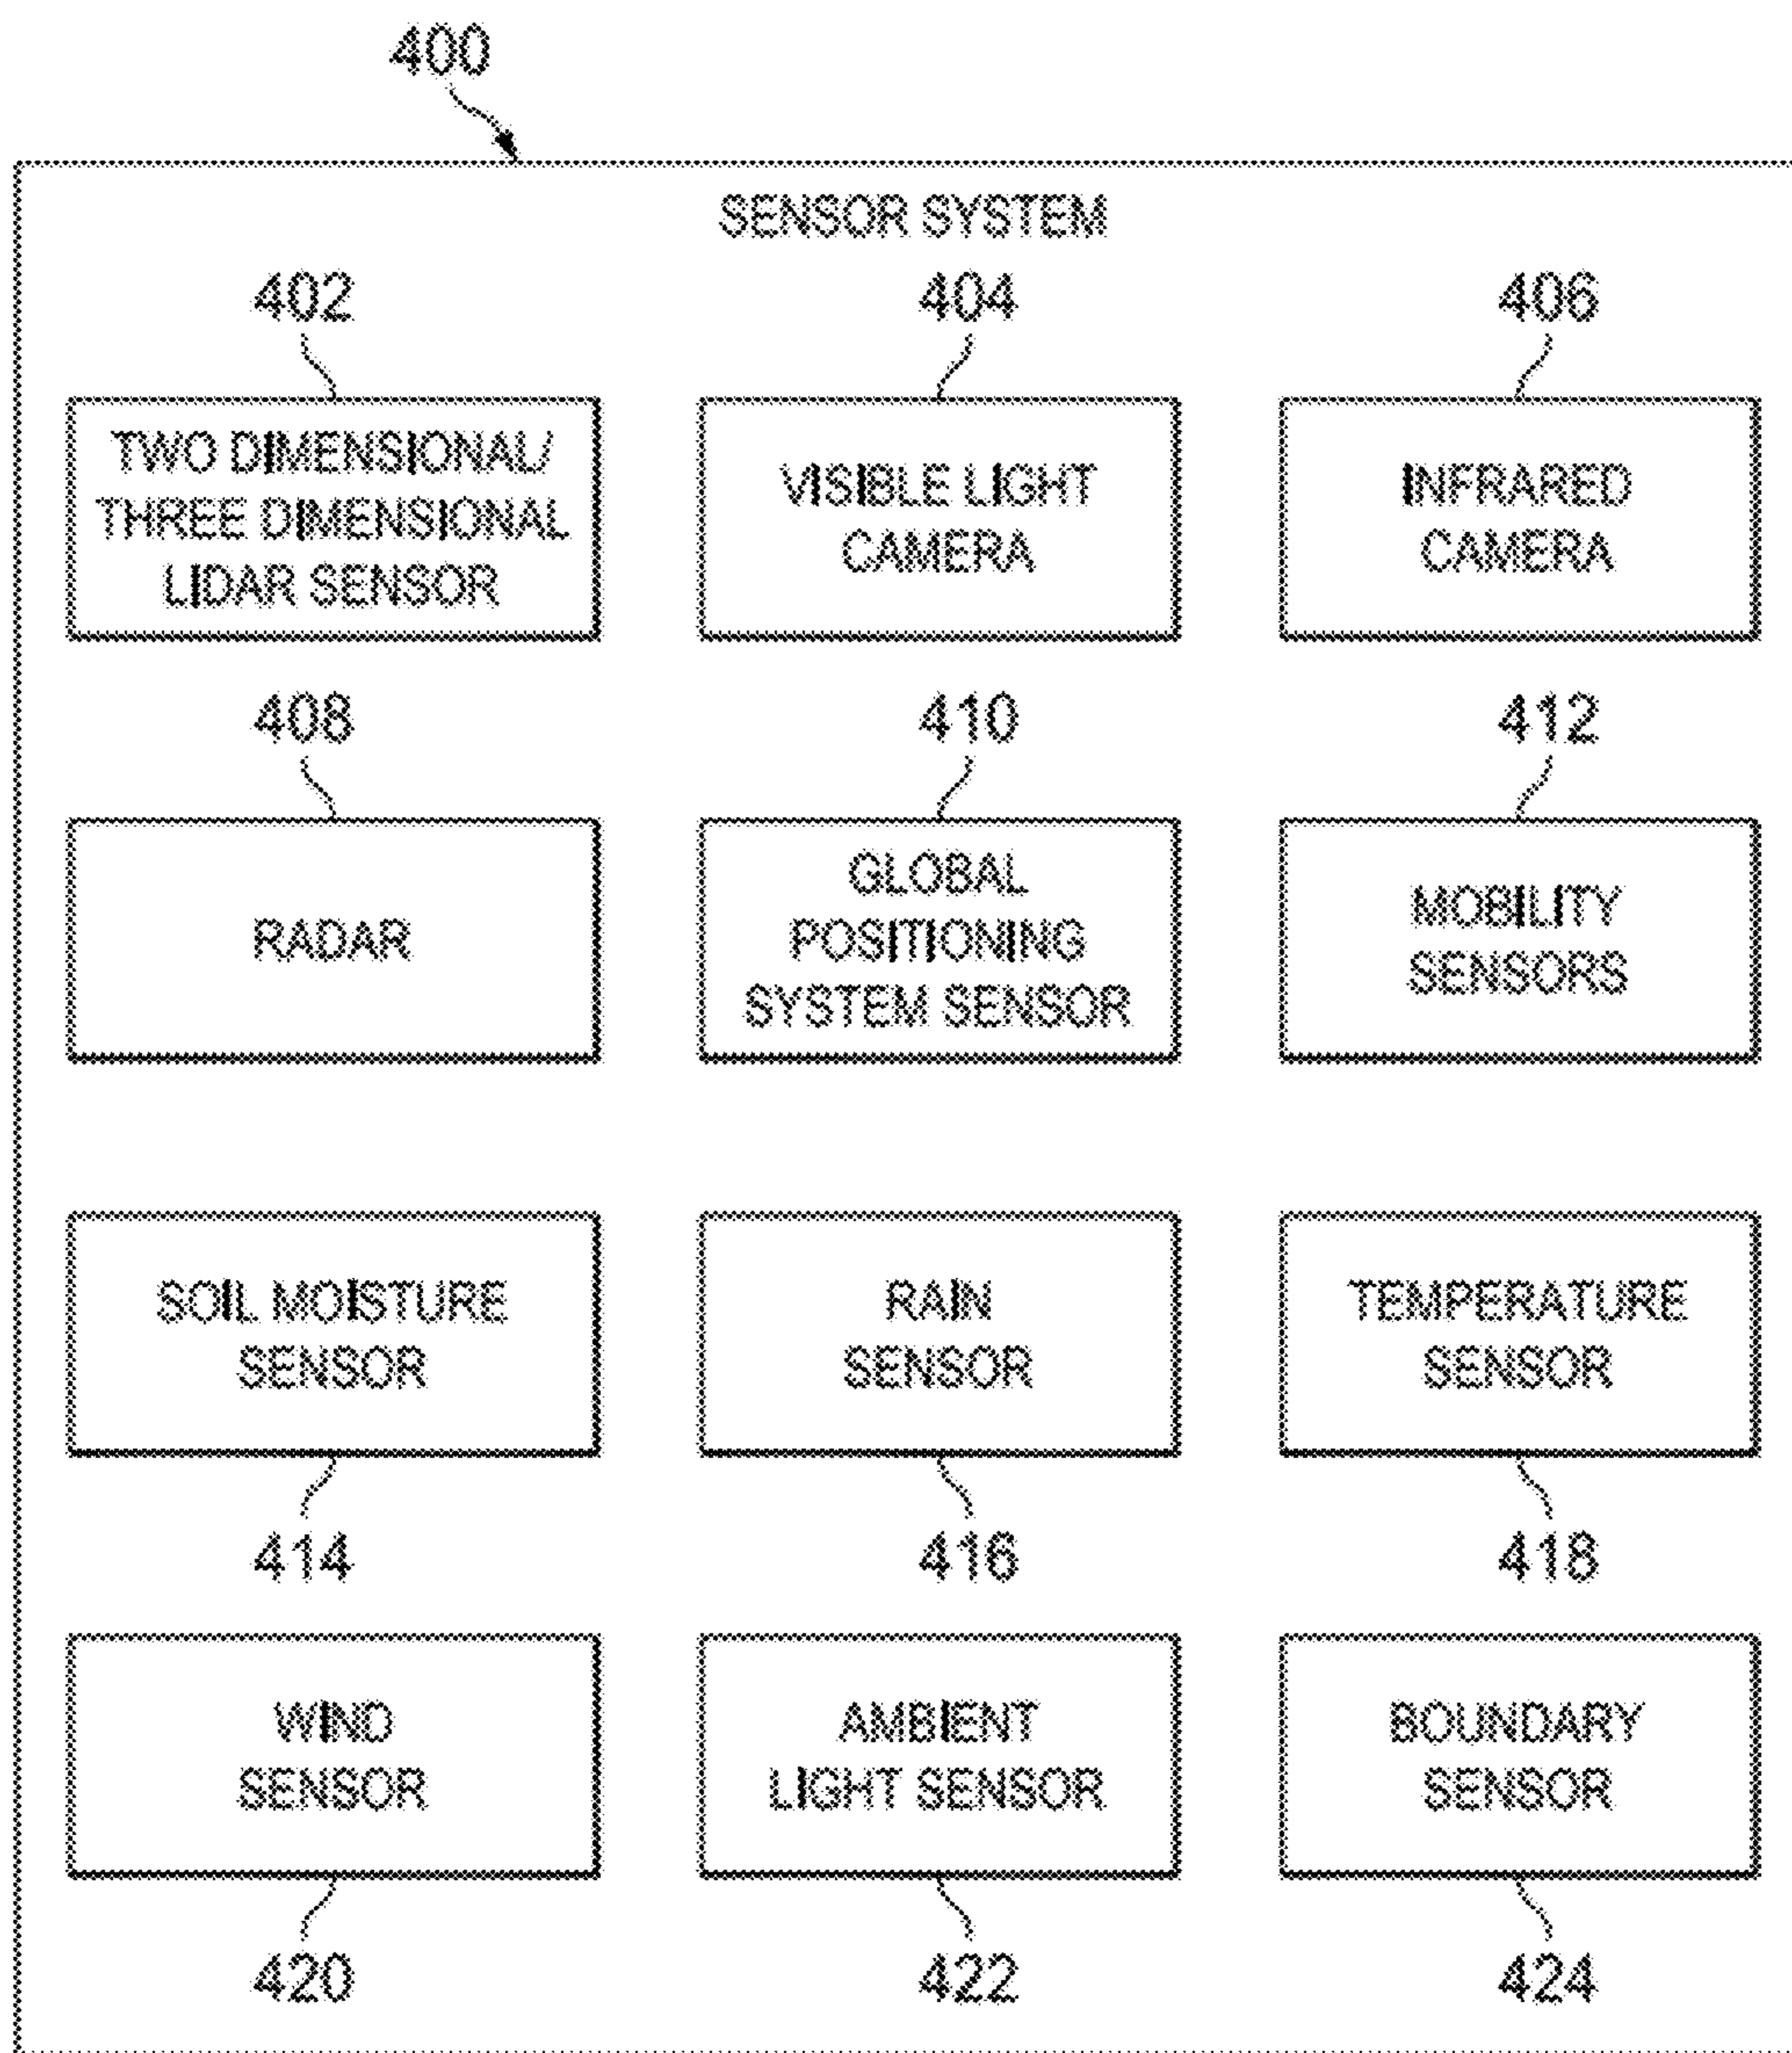 400
SENSOR SYSTEM
402
404
406
TWO DIMENSIONAL/
THREE DIMENSIONAL
LIDAR SENSOR
VISIBLE LIGHT
CAMERA
INFRARED
CAMERA
408
410
412
RADAR
GLOBAL
POSITIONING
SYSTEM SENSOR
MOBILITY
SENSORS
SOIL MOISTURE
SENSOR
RAIN
SENSOR
TEMPERATURE
SENSOR
414
416
418
WIND
SENSOR
AMBIENT
LIGHT SENSOR
BOUNDARY
SENSOR
420
422
424